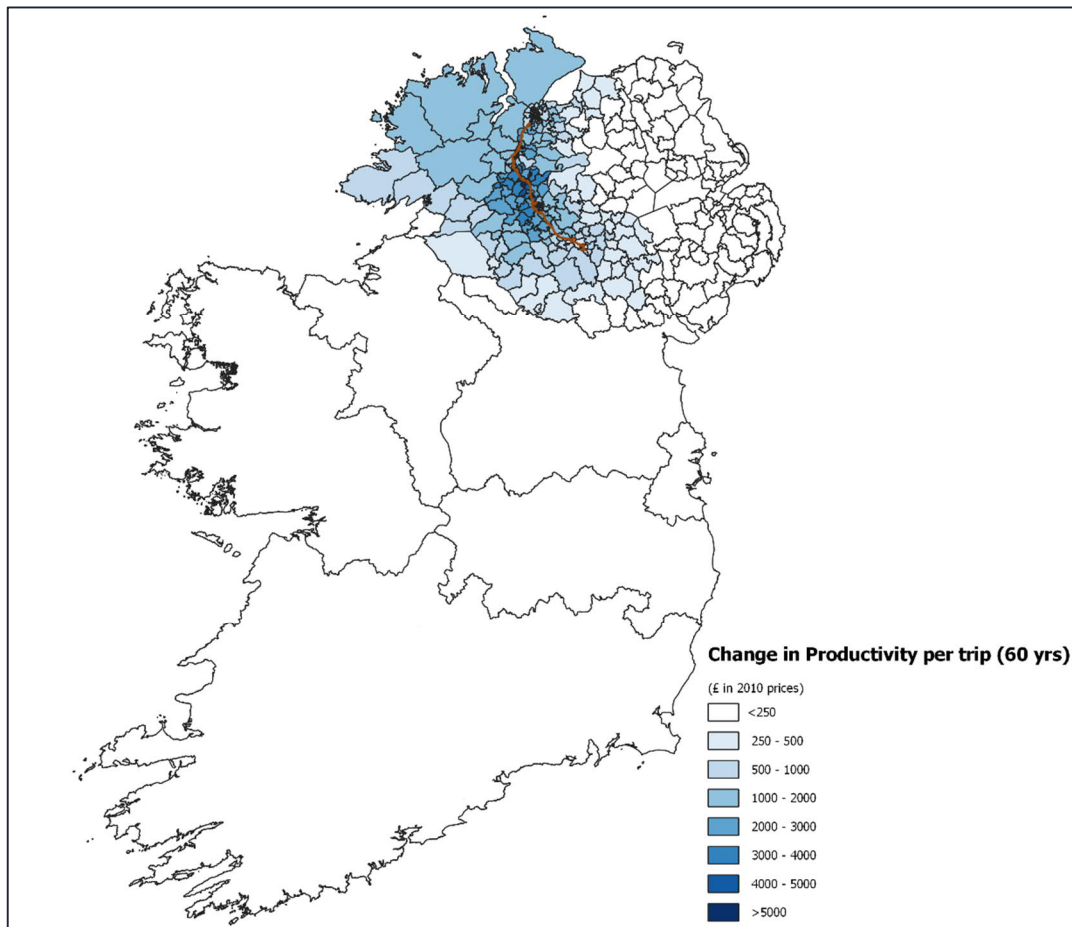 Change in Productivity per trip (60 yrs)
(£ in 2010 prices)
<250
250 - 500
500 - 1000
1000 - 2000
2000 - 3000
3000 - 4000
4000 - 5000
>5000